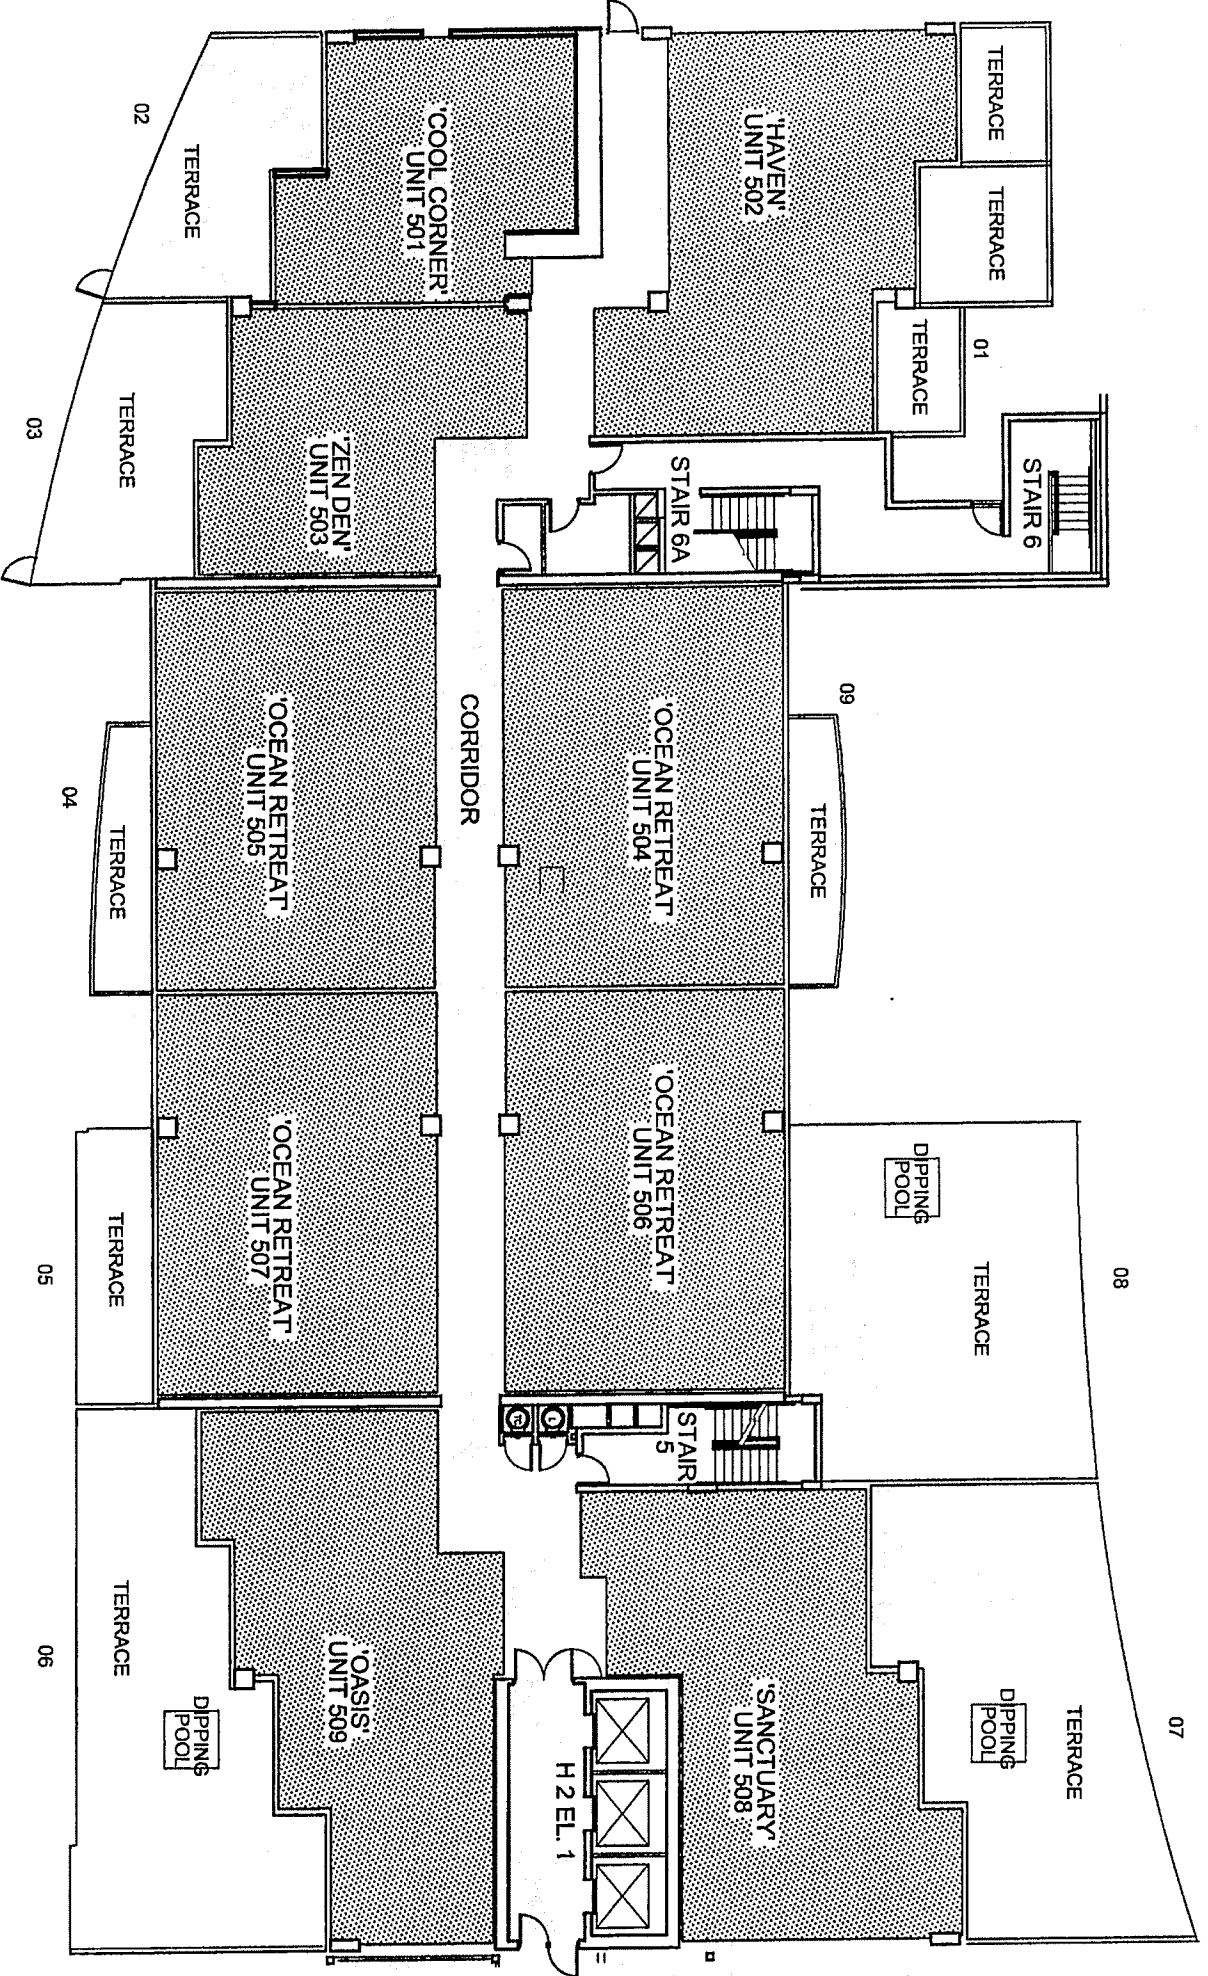 TERRACE
TERRACE
TERRACE
01
STAIR 6
'HAVEN'
UNIT 502
STAIR 6A
'COOL CORNER'
UNIT 501
TERRACE
02
'ZEN DEN'
UNIT 503
TERRACE
03
09
TERRACE
'OCEAN RETREAT'
UNIT 504
CORRIDOR
'OCEAN RETREAT'
UNIT 505
TERRACE
04
08
TERRACE
DIPPING
POOL
'OCEAN RETREAT'
UNIT 506
'OCEAN RETREAT'
UNIT 507
TERRACE
05
STAIR
5
07
TERRACE
DIPPING
POOL
'SANCTUARY'
UNIT 508
H 2 EL. 1
'OASIS'
UNIT 509
DIPPING
POOL
TERRACE
06